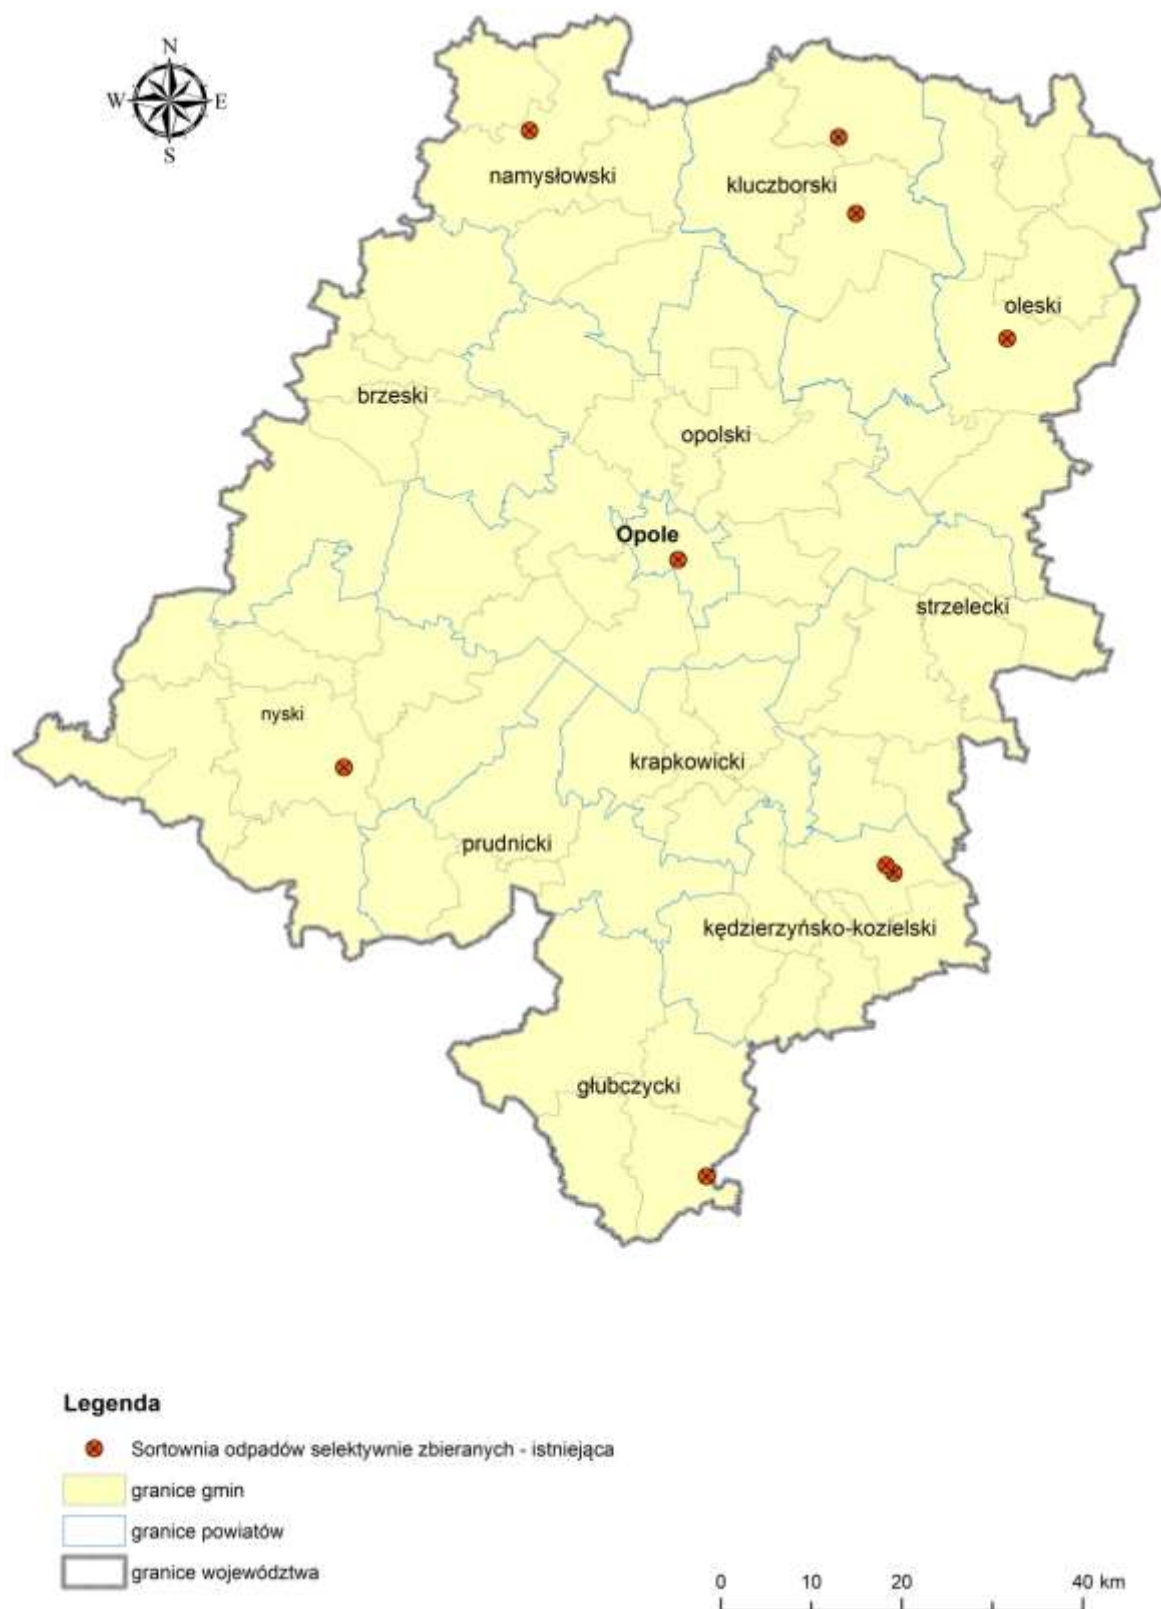 N
W E
S
namysłowski
kluczborski
oleski
brzeski
opolski
Opole
strzelecki
nyski
krapkowicki
prudnicki
kędzierzyńsko-kozielski
głubczycki
Legenda
Sortownia odpadów selektywnie zbieranych - istniejąca
granice gmin
granice powiatów
granice województwa
0 10 20 40 km